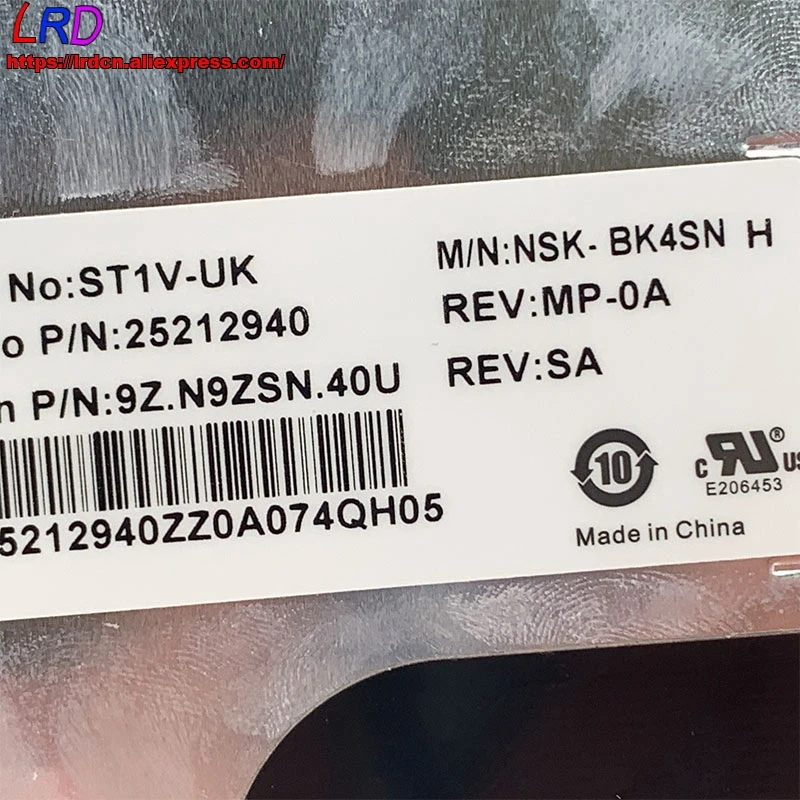 LRD
https://lrdcn.aliexpress.com/
No:ST1V-UK
M/N:NSK- BK4SN H
o P/N:25212940
REV:MP-0A
n P/N:9Z.N9ZSN.40U
REV:SA
5212940ZZ0A074QH05
10
c RU® US
E206453
Made in China